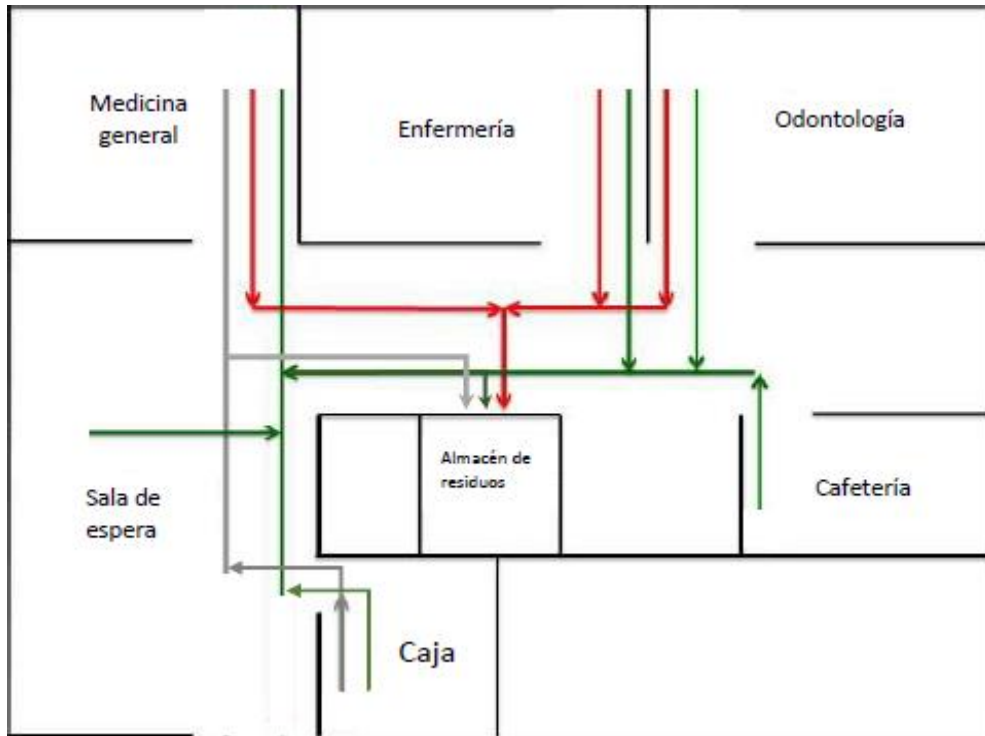 Medicina
general
Enfermería
Odontología
Almacén de
residuos
Sala de
espera
Cafetería
Caja